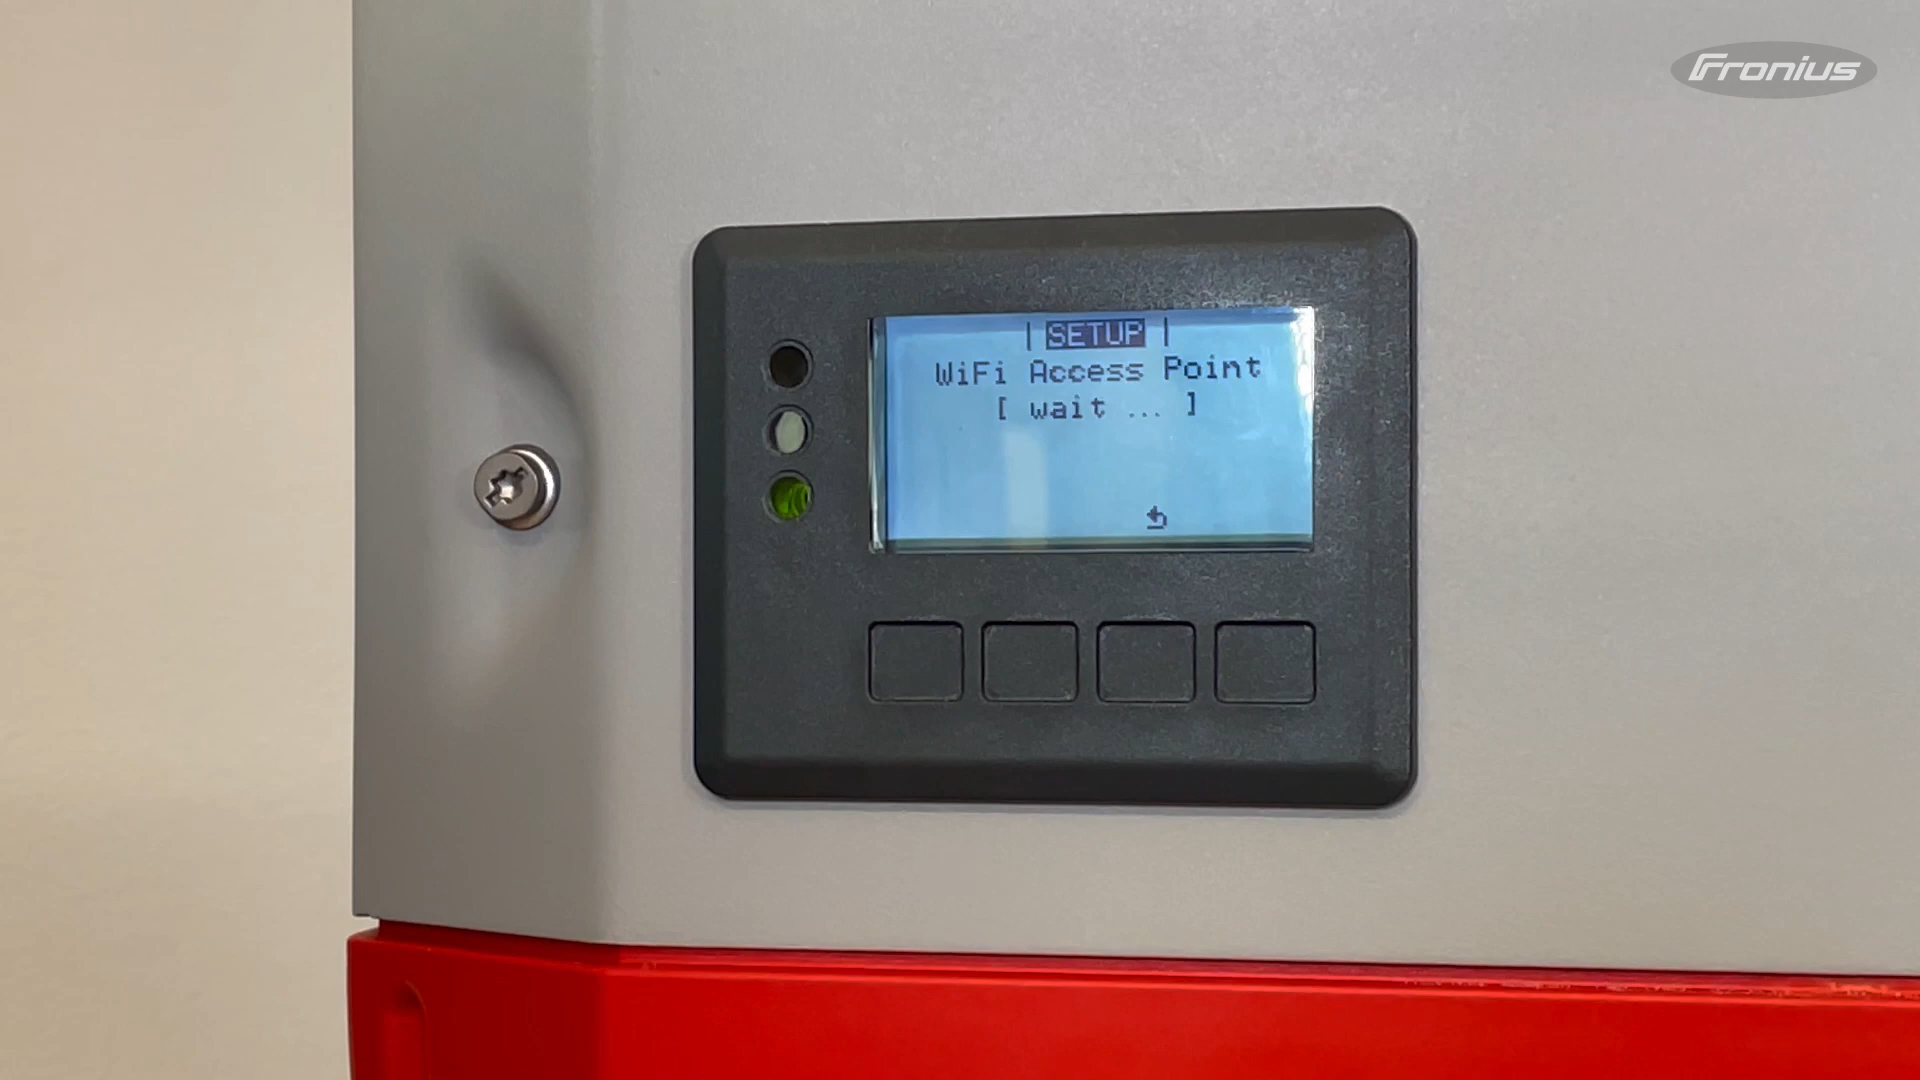 Fronius
| SETUP |
WiFi Access Point
[ wait ... ]